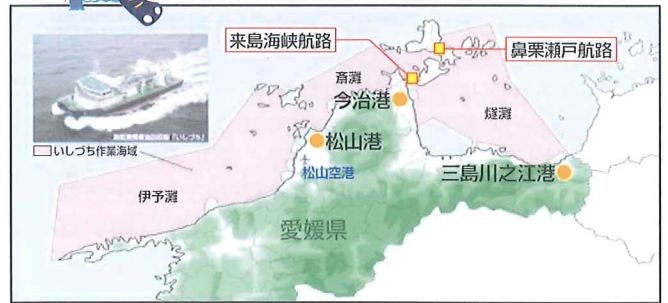 来島海峡航路
鼻栗瀬戸航路
斎灘
今治港
燧灘
いしづち作業海域
松山港
松山空港
三島川之江港
伊予灘
愛媛県